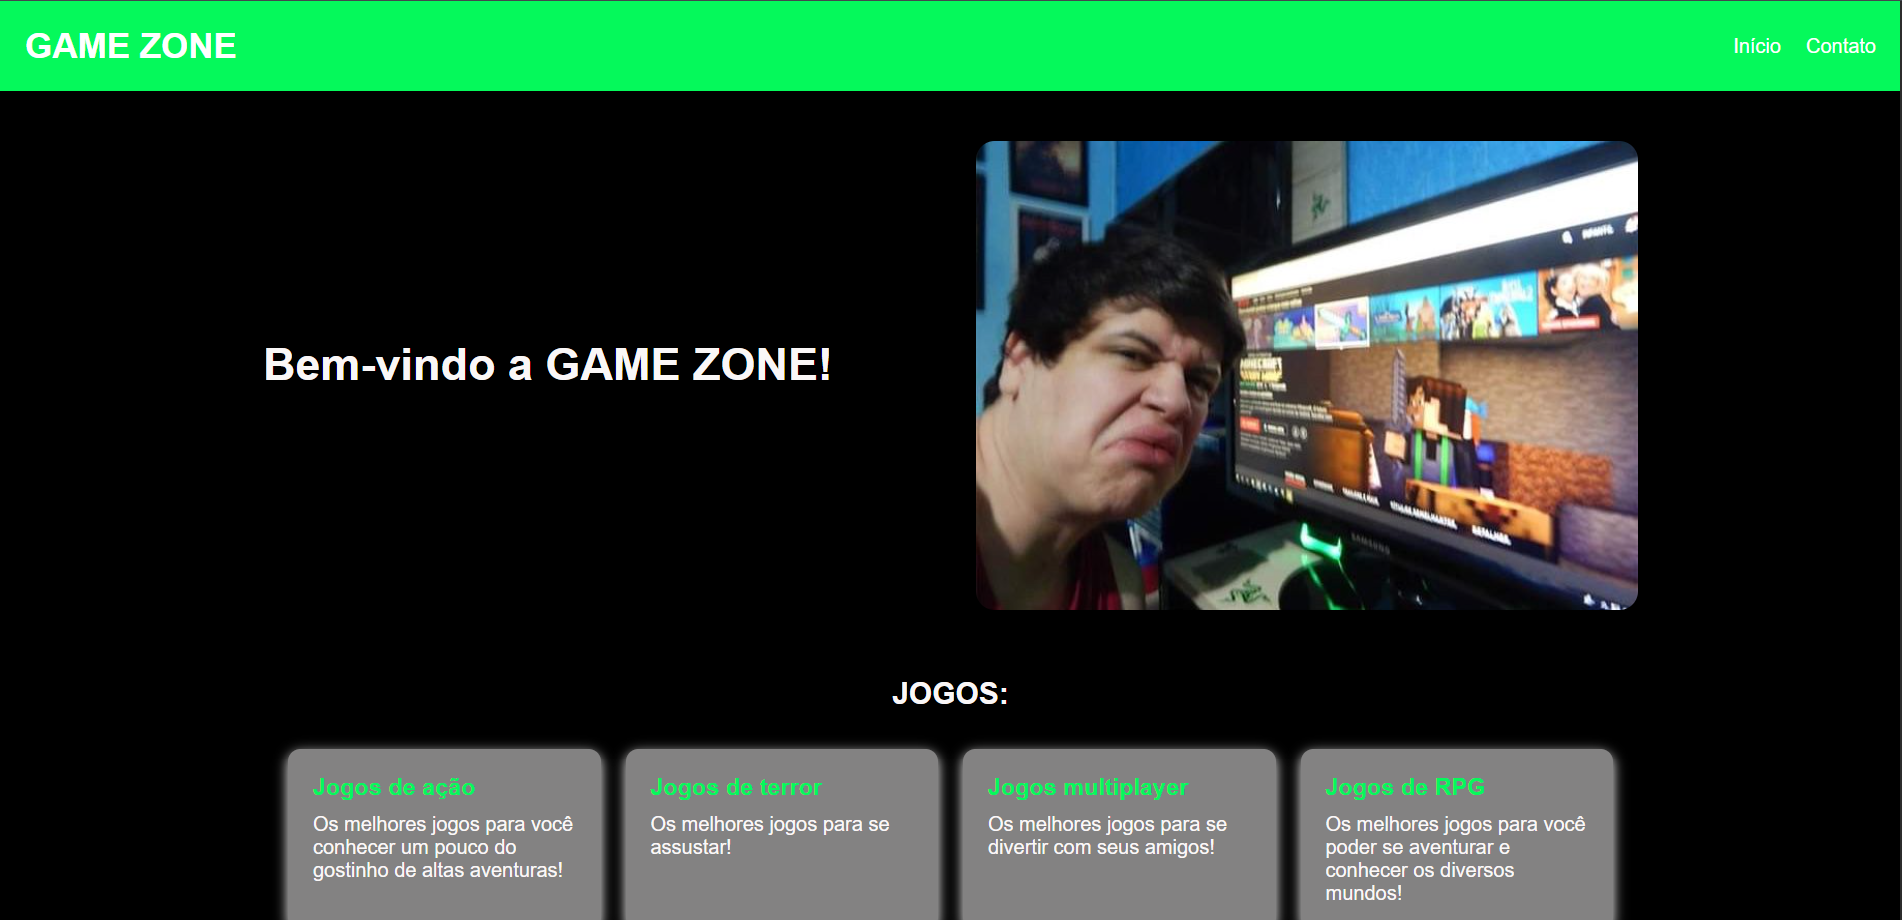 GAME ZONE
Início Contato
Bem-vindo a GAME ZONE!
MINECRAFT
SAMSUNG
JOGOS:
Jogos de ação
Os melhores jogos para você
conhecer um pouco do
gostinho de altas aventuras!
Jogos de terror
Os melhores jogos para se
assustar!
Jogos multiplayer
Os melhores jogos para se
divertir com seus amigos!
Jogos de RPG
Os melhores jogos para você
poder se aventurar e
conhecer os diversos
mundos!